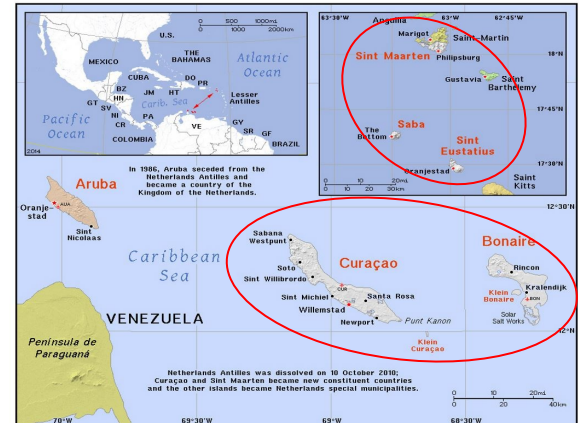 500 1000mi
0
0 1000 2000km
U.S.
Atlantic
Ocean
MEXICO
THE
BAHAMAS
CUBA
DO
PR
BZ
JM
HT
HN
Lesser
Antilles
Carib. Sea
GT
SV
NI
CR
PA
VE
GY
SR
GF
COLOMBIA
BRAZIL
Pacific
Ocean
2014
63°30'W
63°W
62°45'W
Anguilla
Marigot
Saint-Martin
18°N
Sint Maarten
Philipsburg
Gustavia
Saint
Barthelemy
17°45'N
Saba
The
Bottom
Sint
Eustatius
17°30'N
Oranjestad
Saint
Kitts
0 10 20mi
0 10 20 30km
In 1986, Aruba seceded from the
Netherlands Antilles and
became a country of the
Kingdom of the Netherlands.
Aruba
Oranje-
stad
AUA
Sint
Nicolaas
12°30'N
Caribbean
Sea
Sabana
Westpunt
Curaçao
Soto
Sint Willibrordo
CUR
Sint Michiel
Santa Rosa
Willemstad
Newport
Punt Kanon
Klein
Curaçao
Bonaire
Rincon
Klein
Bonaire
Kralendijk
BON
Solar
Salt Works
12°N
VENEZUELA
Península de
Paraguaná
Netherlands Antilles was dissolved on 10 October 2010;
Curaçao and Sint Maarten became new constituent countries
and the other islands became Netherlands special municipalities.
0 10 20mi
0 20 40km
70°W
69°30'W
69°W
68°30'W